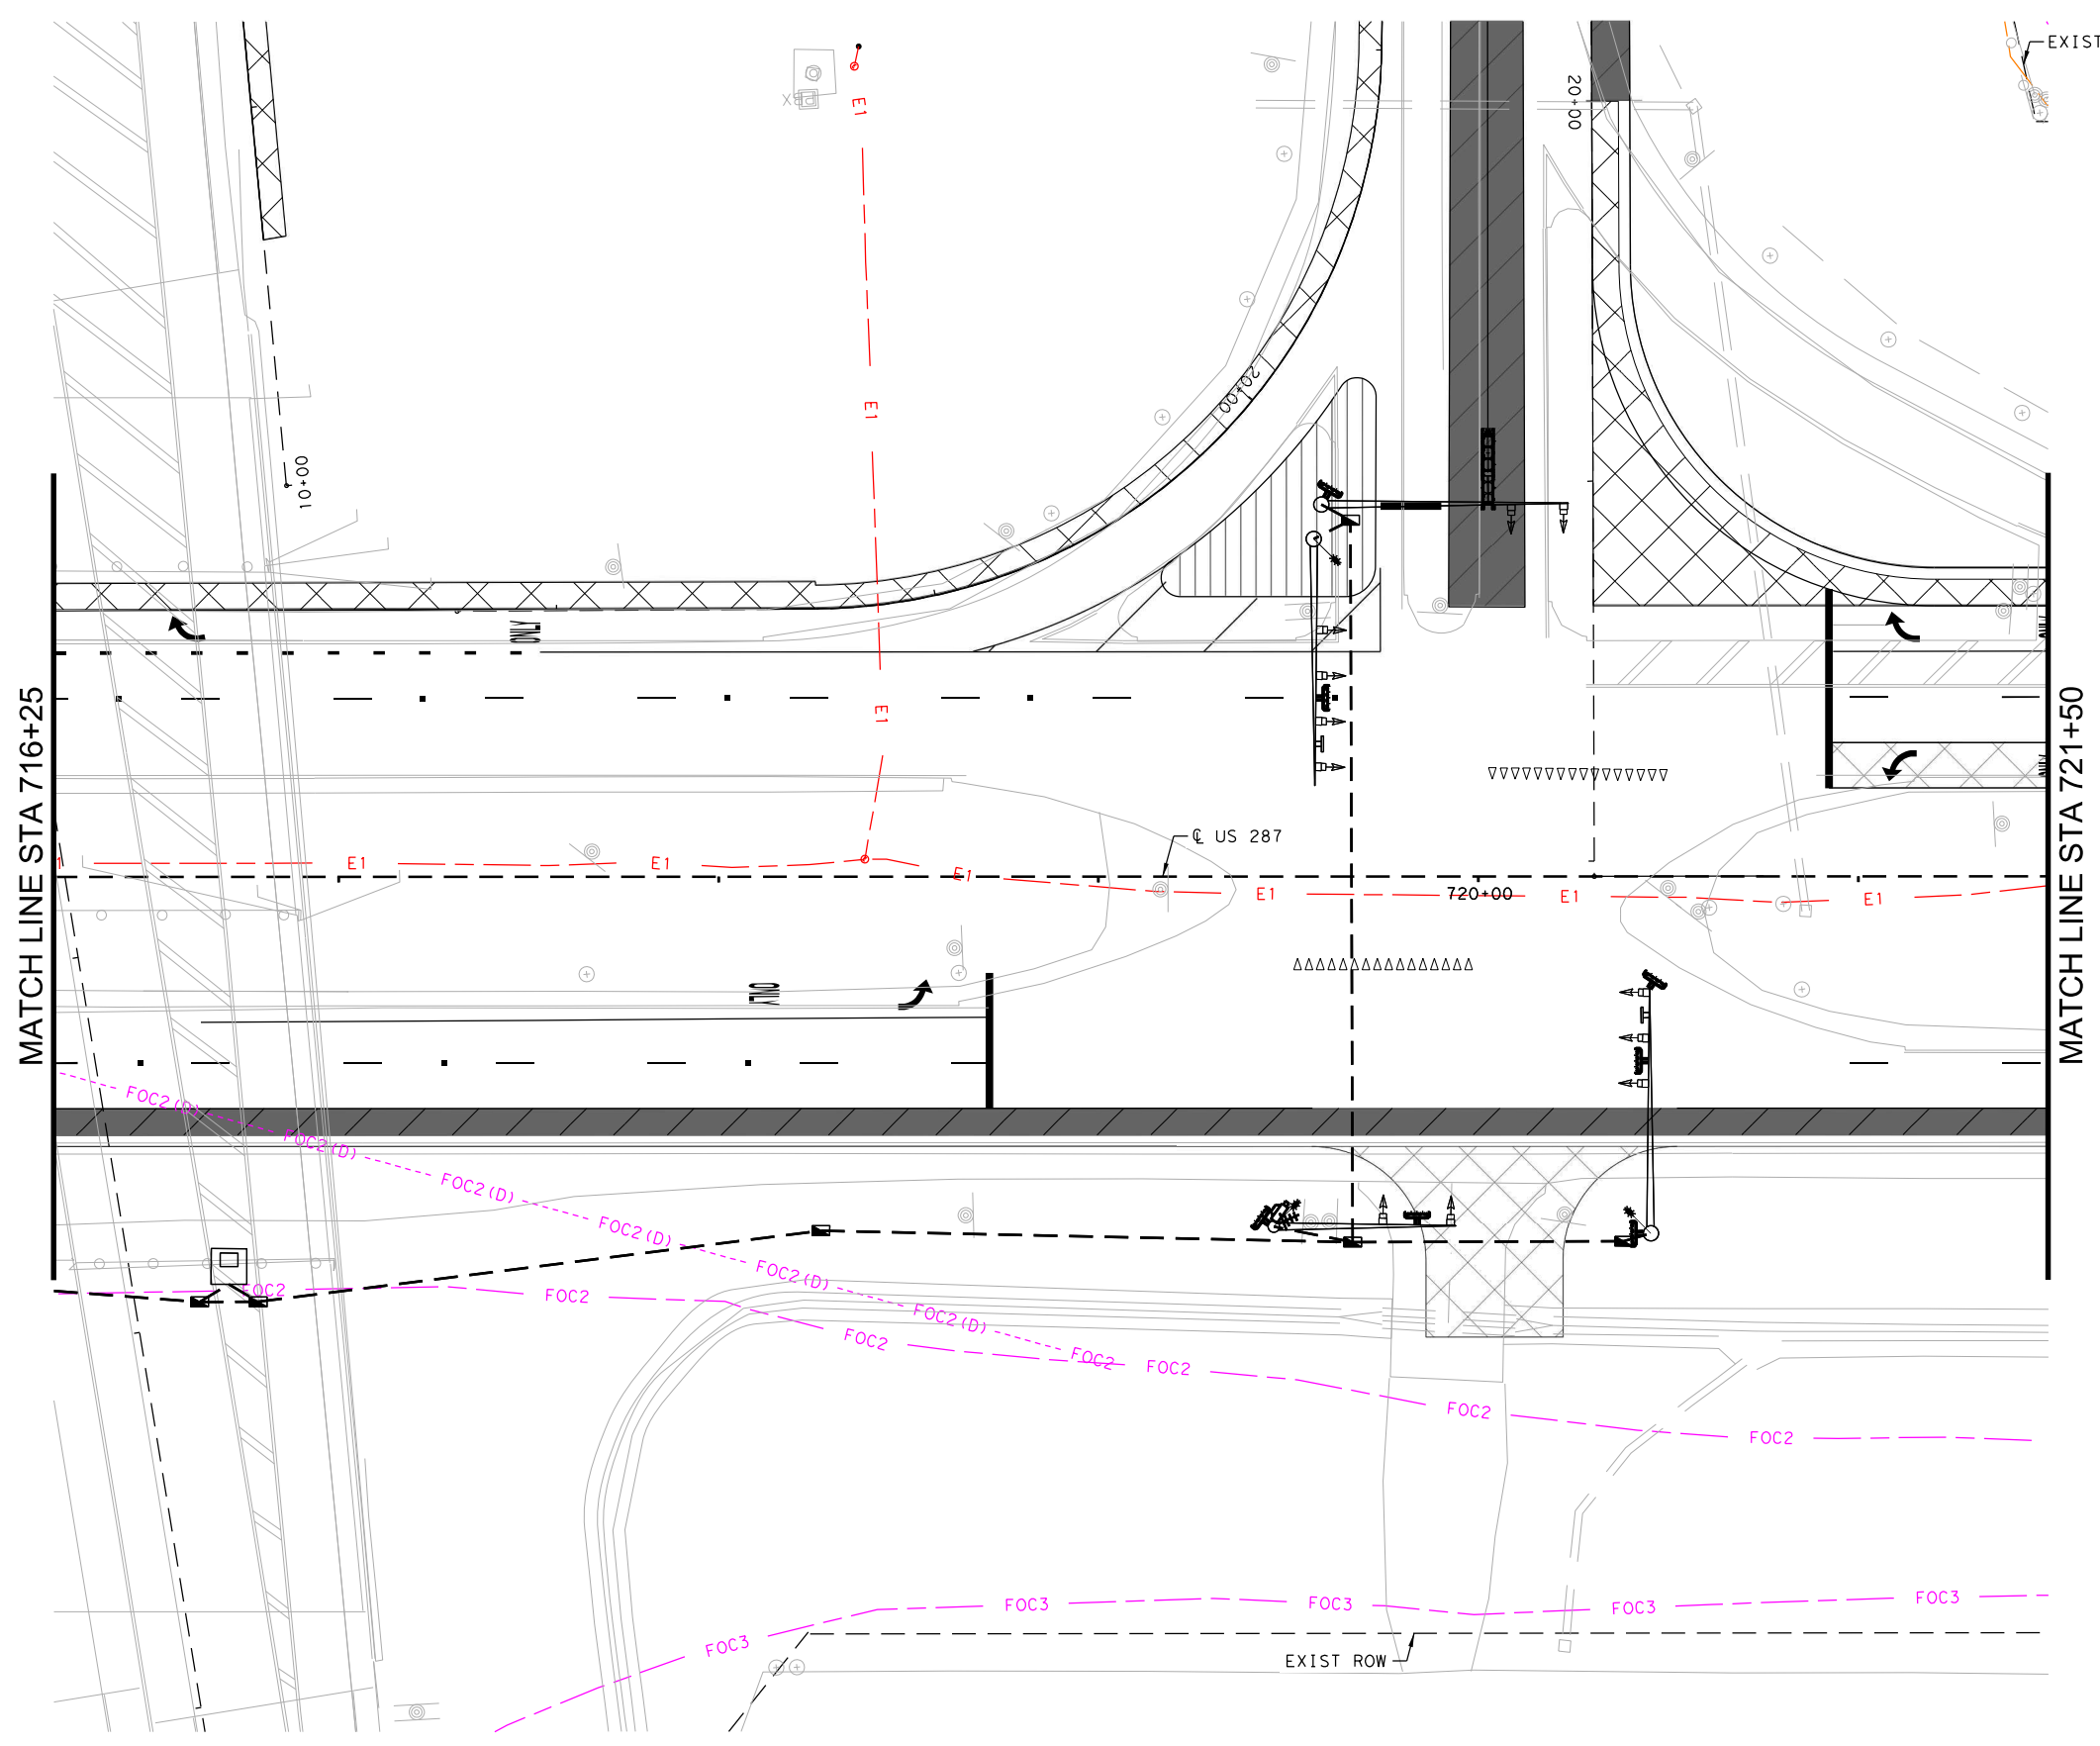 EXIST
20+00
BX
E1
20+00
E1
10+00
ONLY
E1
MATCH LINE STA 716+25
MATCH LINE STA 721+50
℄ US 287
1
E1
E1
E1
E1
720+00
E1
E1
ONLY
FOC2(D)
FOC2(D)
FOC2(D)
FOC2(D)
FOC2(D)
FOC2
FOC2
FOC2(D)
FOC2
FOC2
FOC2
FOC2
FOC2
FOC3
FOC3
FOC3
FOC3
FOC3
EXIST ROW